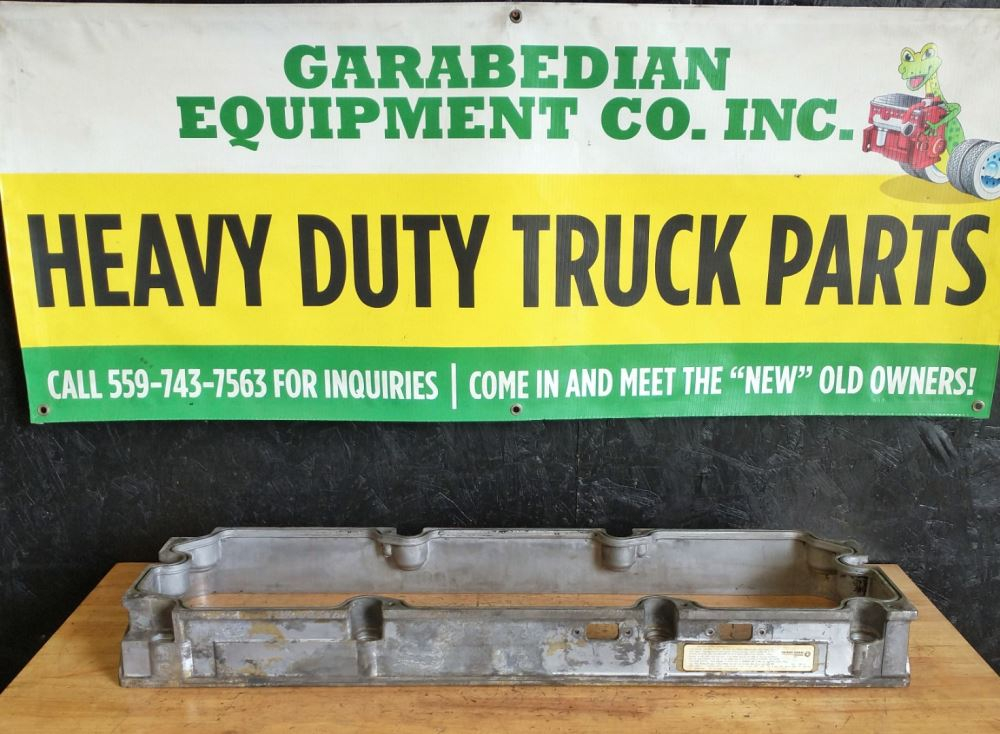 GARABEDIAN
EQUIPMENT CO. INC.
HEAVY DUTY TRUCK PARTS
CALL 559-743-7563 FOR INQUIRIES | COME IN AND MEET THE “NEW” OLD OWNERS!